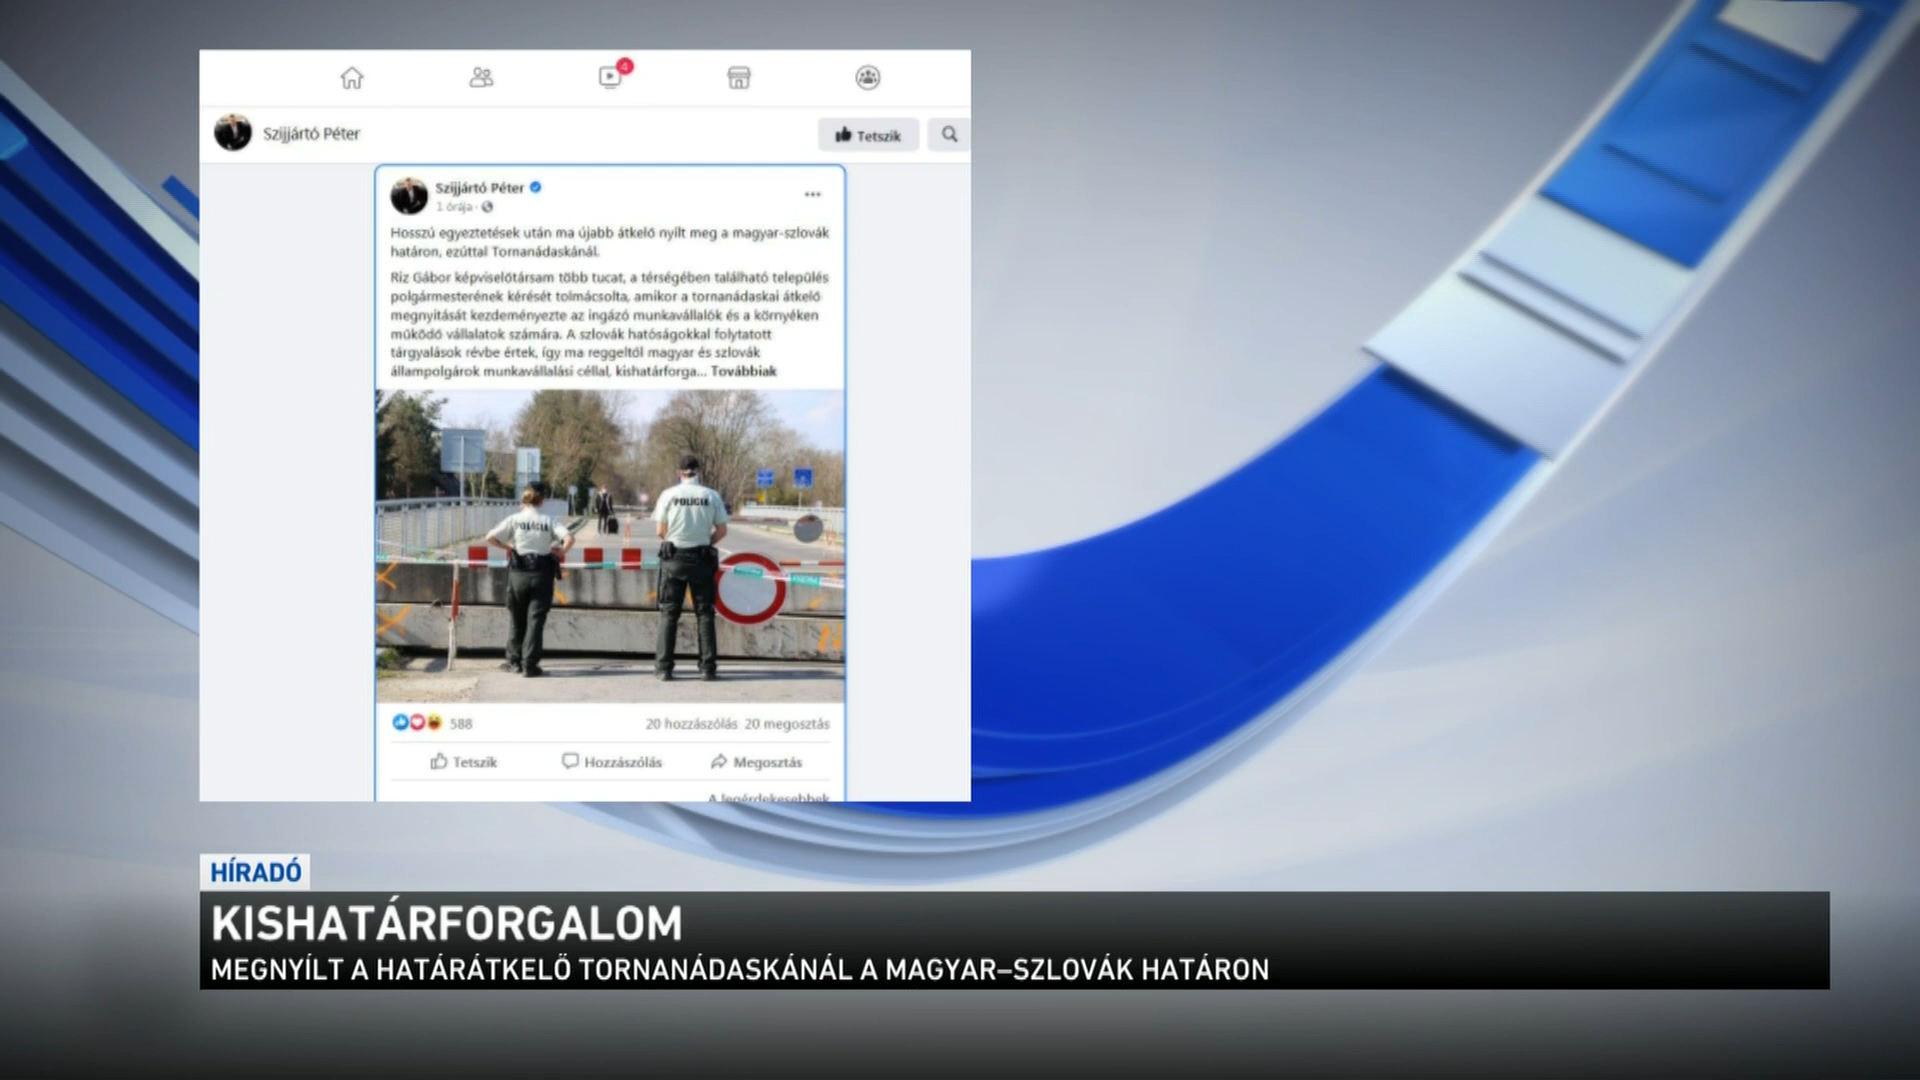 4
Szijjártó Péter
Tetszik
Szijjártó Péter
1 órája
Hosszú egyeztetések után ma újabb átkelő nyílt meg a magyar-szlovák
határon, ezúttal Tornanádaskánál.
Riz Gábor képviselőtársam több tucat, a térségében található település
polgármesterének kérését tolmácsolta, amikor a tornanádaskai átkelő
megnyitását kezdeményezte az ingázó munkavállalók és a környéken
működő vállalatok számára. A szlovák hatóságokkal folytatott
tárgyalások révbe értek, így ma reggeltől magyar és szlovák
állampolgárok munkavállalási céllal, kishatárforga... Továbbiak
POLÍCIA
POLÍCIA
588
20 hozzászólás 20 megosztás
Tetszik
Hozzászólás
Megosztás
A legérdekesebbek
HÍRADÓ
KISHATÁRFORGALOM
MEGNYÍLT A HATÁRÁTKELŐ TORNANÁDASKÁNÁL A MAGYAR–SZLOVÁK HATÁRON